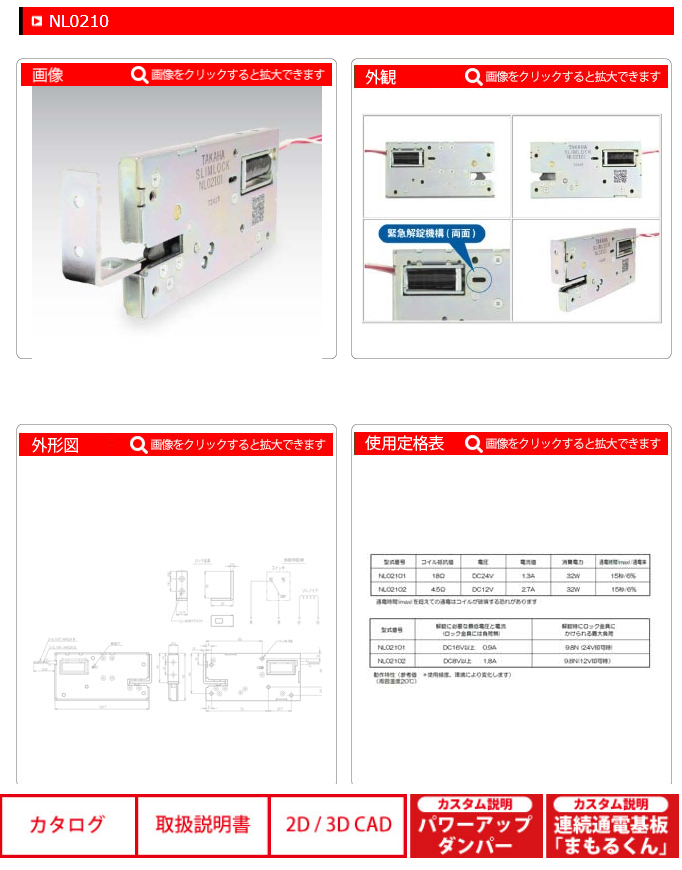 NL0210
画像
画像をクリックすると拡大できます
外観
画像をクリックすると拡大できます
TAKAHA
SLIMLOCK
NL02101
TAKAHA
SLIMLOCK
NL02101
緊急解錠機構(両面)
外形図
画像をクリックすると拡大できます
使用定格表
画像をクリックすると拡大できます
型式番号 コイル抵抗値 電圧 電流値 消費電力 通電時間(max)/通電率
NL02101 18Ω DC24V 1.3A 32W 15秒/6%
NL02102 4.5Ω DC12V 2.7A 32W 15秒/6%
通電時間(max)を超えての通電はコイルが破損する恐れがあります
型式番号 解錠に必要な最低電圧と電流 解錠時にロック金具に
(ロック金具には負荷無) かけられる最大負荷
NL02101 DC16V以上 0.9A 9.8N (24V印可時)
NL02102 DC8V以上 1.8A 9.8N(12V印可時)
動作特性(参考値 *使用頻度、環境により変化します)
(周囲温度20℃)
カタログ
取扱説明書
2D / 3D CAD
カスタム説明
パワーアップ
ダンパー
カスタム説明
連続通電基板
「まもるくん」